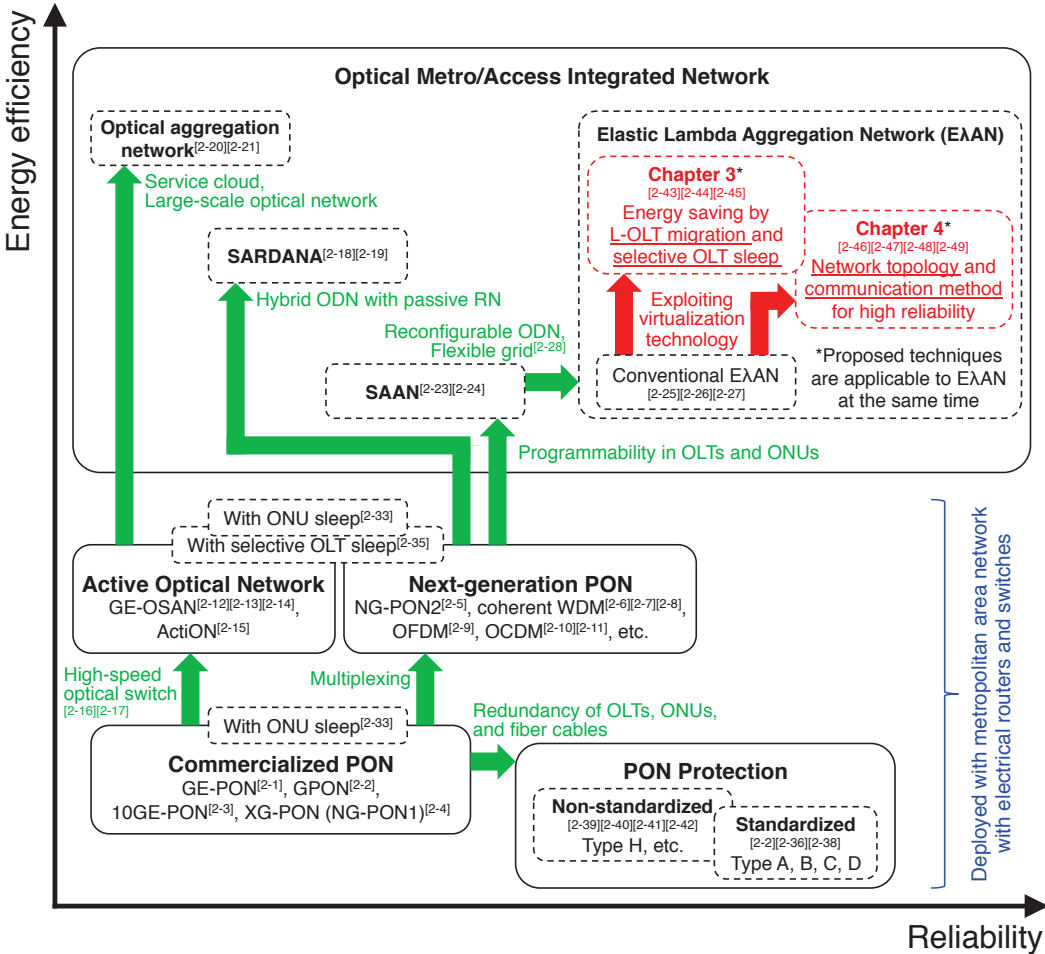 Energy efficiency
Optical Metro/Access Integrated Network
Optical aggregation
network[2-20][2-21]
Service cloud,
Large-scale optical network
SARDANA[2-18][2-19]
Hybrid ODN with passive RN
Reconfigurable ODN,
Flexible grid[2-28]
SAAN[2-23][2-24]
Programmability in OLTs and ONUs
Elastic Lambda Aggregation Network (EλAN)
Chapter 3*
[2-43][2-44][2-45]
Energy saving by
L-OLT migration and
selective OLT sleep
Chapter 4*
[2-46][2-47][2-48][2-49]
Network topology and
communication method
for high reliability
Exploiting
virtualization
technology
Conventional EλAN
[2-25][2-26][2-27]
*Proposed techniques
are applicable to EλAN
at the same time
With ONU sleep[2-33]
With selective OLT sleep[2-35]
Active Optical Network
GE-OSAN[2-12][2-13][2-14],
ActiON[2-15]
Next-generation PON
NG-PON2[2-5], coherent WDM[2-6][2-7][2-8],
OFDM[2-9], OCDM[2-10][2-11], etc.
High-speed
optical switch
[2-16][2-17]
Multiplexing
With ONU sleep[2-33]
Commercialized PON
GE-PON[2-1], GPON[2-2],
10GE-PON[2-3], XG-PON (NG-PON1)[2-4]
Redundancy of OLTs, ONUs,
and fiber cables
PON Protection
Non-standardized
[2-39][2-40][2-41][2-42]
Type H, etc.
Standardized
[2-2][2-36][2-38]
Type A, B, C, D
Deployed with metropolitan area network
with electrical routers and switches
Reliability